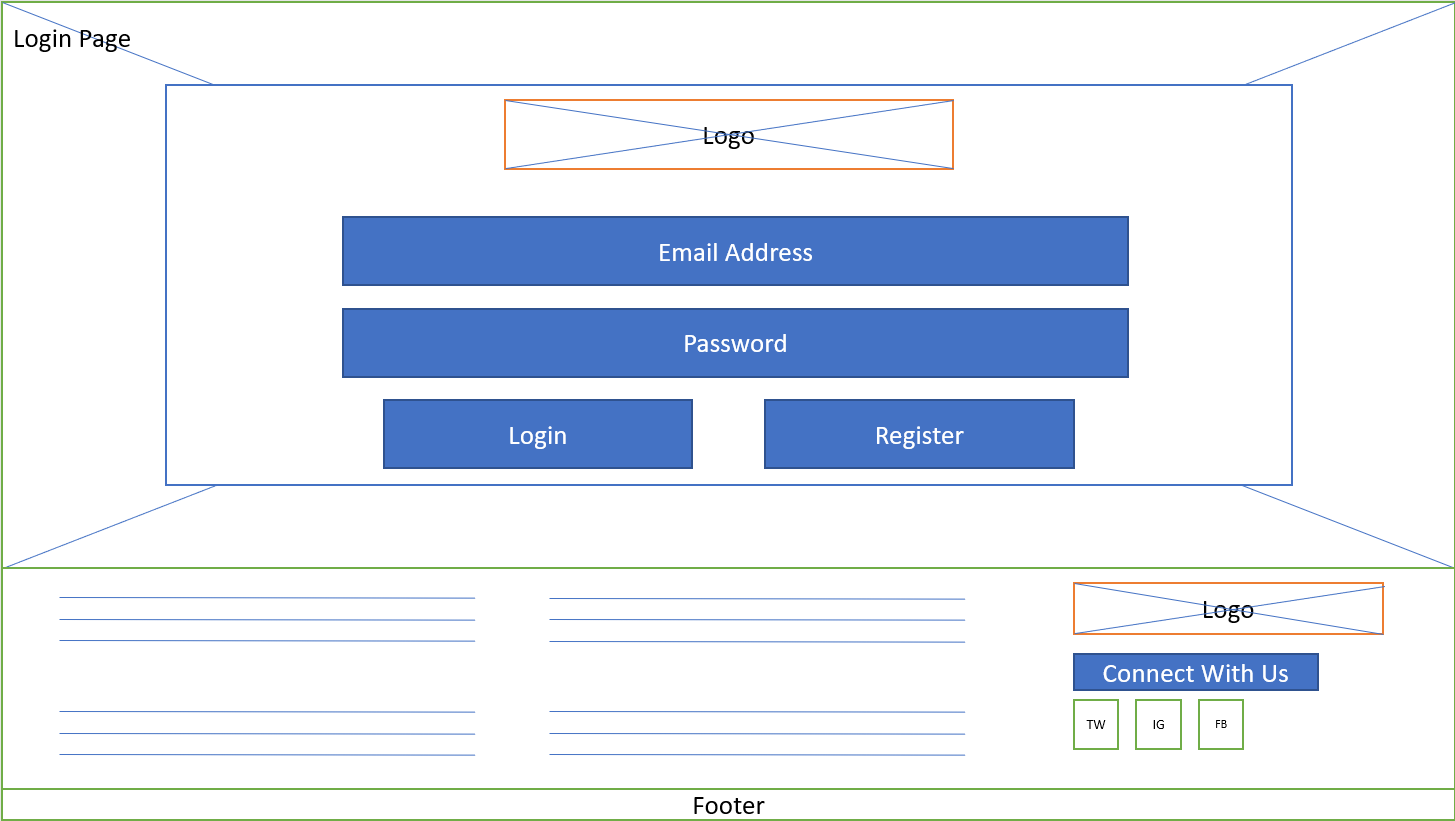 Login Page
Logo
Email Address
Password
Login
Register
Logo
Connect With Us
TW
IG
FB
Footer